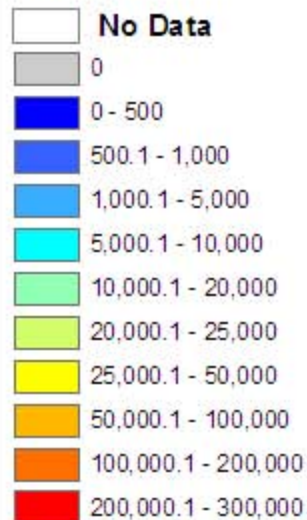 No Data
0
0 - 500
500.1 - 1,000
1,000.1 - 5,000
5,000.1 - 10,000
10,000.1 - 20,000
20,000.1 - 25,000
25,000.1 - 50,000
50,000.1 - 100,000
100,000.1 - 200,000
200,000.1 - 300,000